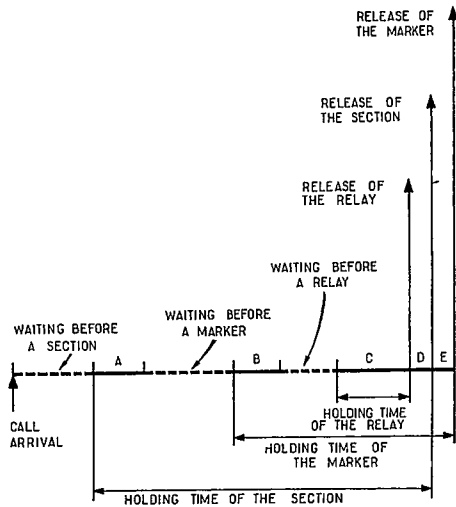 RELEASE OF
THE MARKER
RELEASE OF
THE SECTION
RELEASE OF
THE RELAY
WAITING BEFORE
A RELAY
WAITING BEFORE
A MARKER
WAITING BEFORE
A SECTION
A
B
C
D
E
CALL
ARRIVAL
HOLDING TIME
OF THE RELAY
HOLDING TIME OF
THE MARKER
HOLDING TIME OF THE SECTION